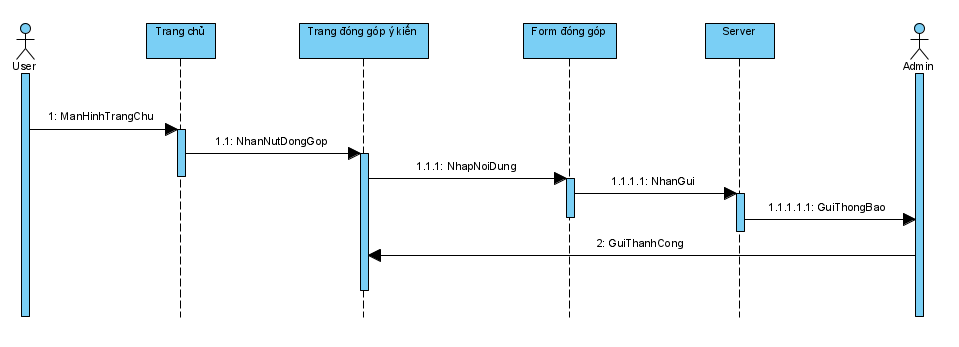 Trang chủ
Trang đóng góp ý kiến
Form đóng góp
Server
User
Admin
1: ManHinhTrangChu
1.1: NhanNutDongGop
1.1.1: NhapNoiDung
1.1.1.1: NhanGui
1.1.1.1.1: GuiThongBao
2: GuiThanhCong